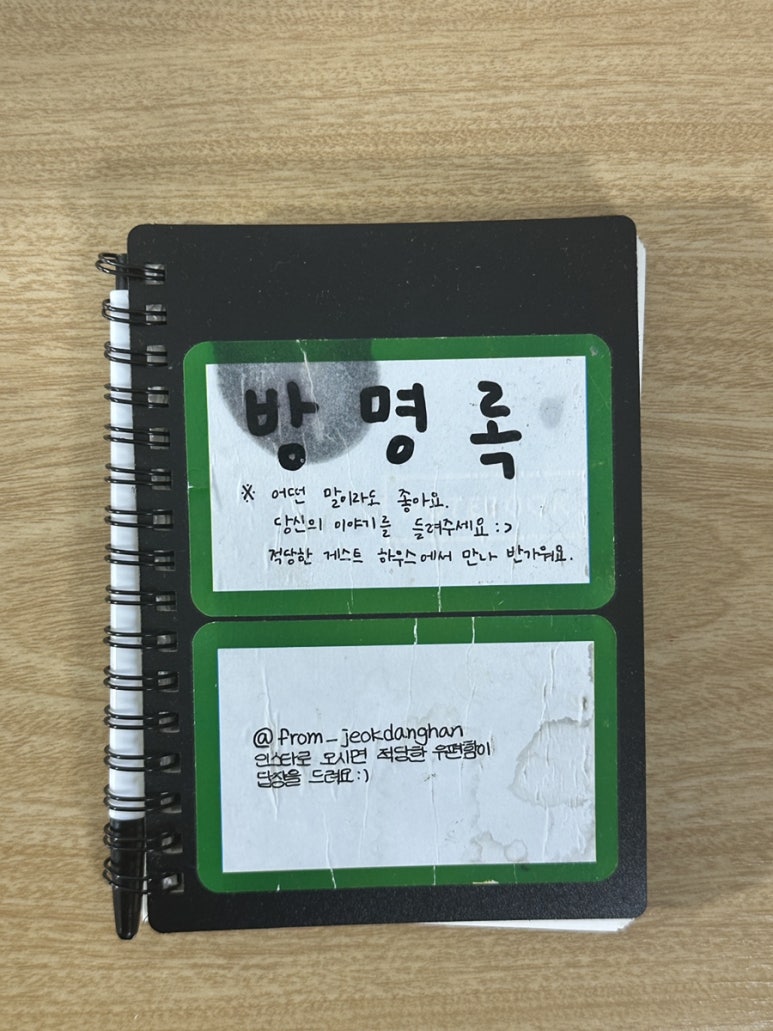 방명록
※ 어떤 말이라도 좋아요.
당신의 이야기를 들려주세요 :>
적당한 게스트 하우스에서 만나 반가워요.
@from_jeokdanghan
인스타로 오시면 적당한 우편함이
답장을 드려요:)